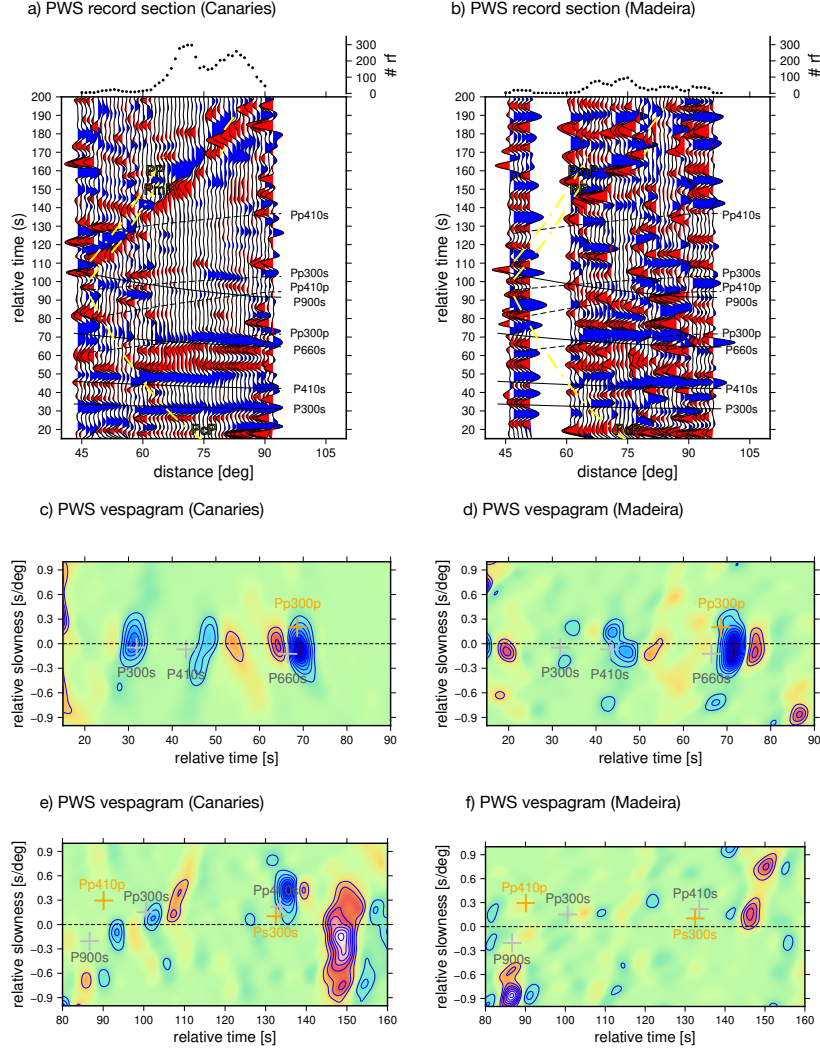 a) PWS record section (Canaries)
b) PWS record section (Madeira)
300
200
100
0
# rf
300
200
100
0
# rf
200
190
180
170
160
150
140
130
120
110
100
90
80
70
60
50
40
30
20
relative time (s)
Pp410s
Pp300s
Pp410p
P900s
Pp300p
P660s
P410s
P300s
PcP
45
60
75
90
105
distance [deg]
200
190
180
170
160
150
140
130
120
110
100
90
80
70
60
50
40
30
20
relative time (s)
Pp410s
Pp300s
Pp410p
P900s
Pp300p
P660s
P410s
P300s
45
60
75
90
105
distance [deg]
c) PWS vespagram (Canaries)
d) PWS vespagram (Madeira)
0.9
0.6
0.3
0.0
−0.3
−0.6
−0.9
relative slowness [s/deg]
Pp300p
P300s
P410s
P660s
15 20 30 40 50 60 70 80 90
relative time [s]
0.9
0.6
0.3
0.0
−0.3
−0.6
−0.9
relative slowness [s/deg]
Pp300p
P300s
P410s
P660s
15 20 30 40 50 60 70 80 90
relative time [s]
e) PWS vespagram (Canaries)
f) PWS vespagram (Madeira)
0.9
0.6
0.3
0.0
−0.3
−0.6
−0.9
relative slowness [s/deg]
Pp410p
Pp300s
Pp410s
Ps300s
P900s
80 90 100 110 120 130 140 150 160
relative time [s]
0.9
0.6
0.3
0.0
−0.3
−0.6
−0.9
relative slowness [s/deg]
Pp410p
Pp300s
Pp410s
Ps300s
P900s
80 90 100 110 120 130 140 150 160
relative time [s]